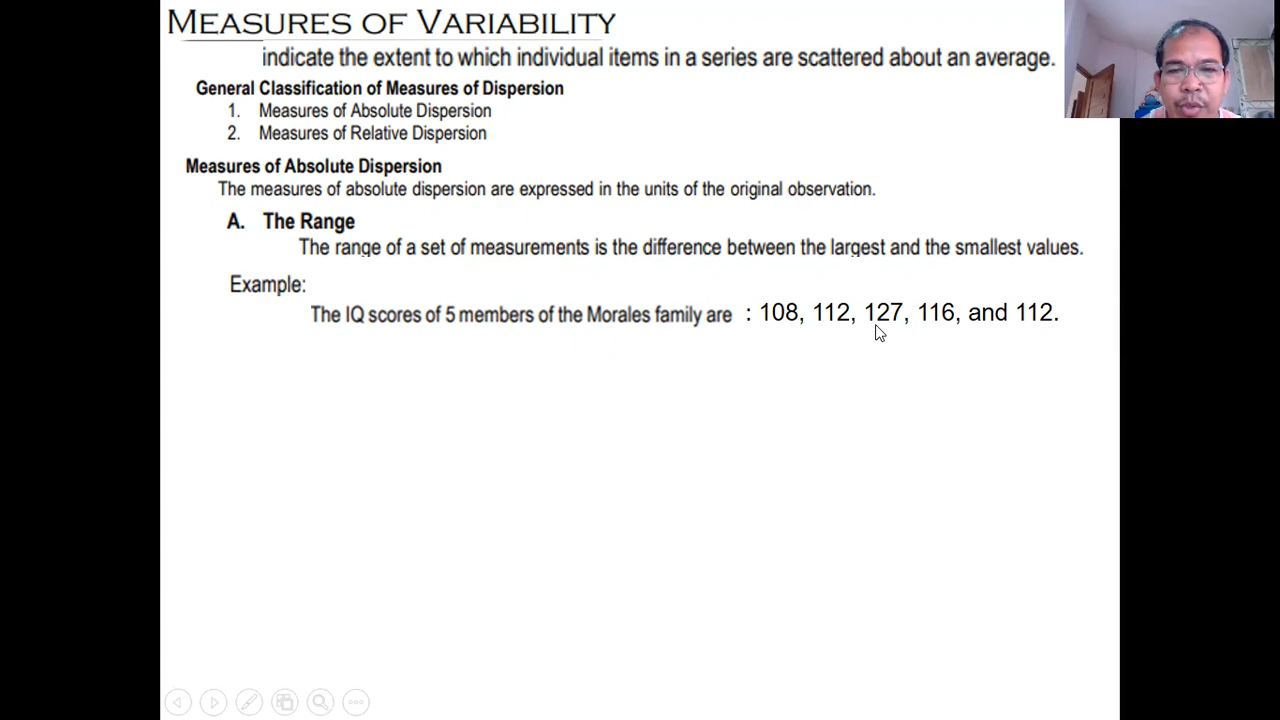 MEASURES OF VARIABILITY
indicate the extent to which individual items in a series are scattered about an average.
General Classification of Measures of Dispersion
1. Measures of Absolute Dispersion
2. Measures of Relative Dispersion
Measures of Absolute Dispersion
The measures of absolute dispersion are expressed in the units of the original observation.
A. The Range
The range of a set of measurements is the difference between the largest and the smallest values.
Example:
The IQ scores of 5 members of the Morales family are : 108, 112, 127, 116, and 112.